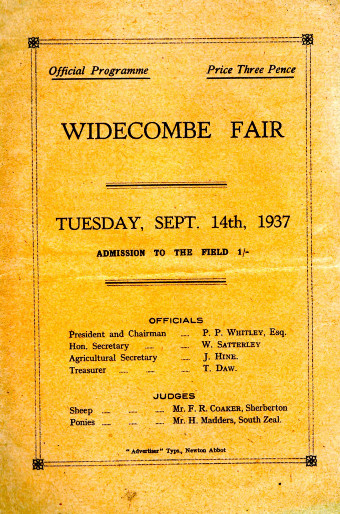 Official Programme Price Three Pence
WIDECOMBE FAIR
TUESDAY, SEPT. 14th, 1937
ADMISSION TO THE FIELD 1/-
OFFICIALS
President and Chairman ... P. P. WHITLEY, Esq.
Hon. Secretary ... ... W. SATTERLEY
Agricultural Secretary ... J. HINE.
Treasurer ... ... ... T. DAW.
JUDGES
Sheep ... ... ... Mr. F. R. COAKER, Sherberton
Ponies ... ... ... Mr. H. Madders, South Zeal.
"Advertiser" Typ., Newton Abbot